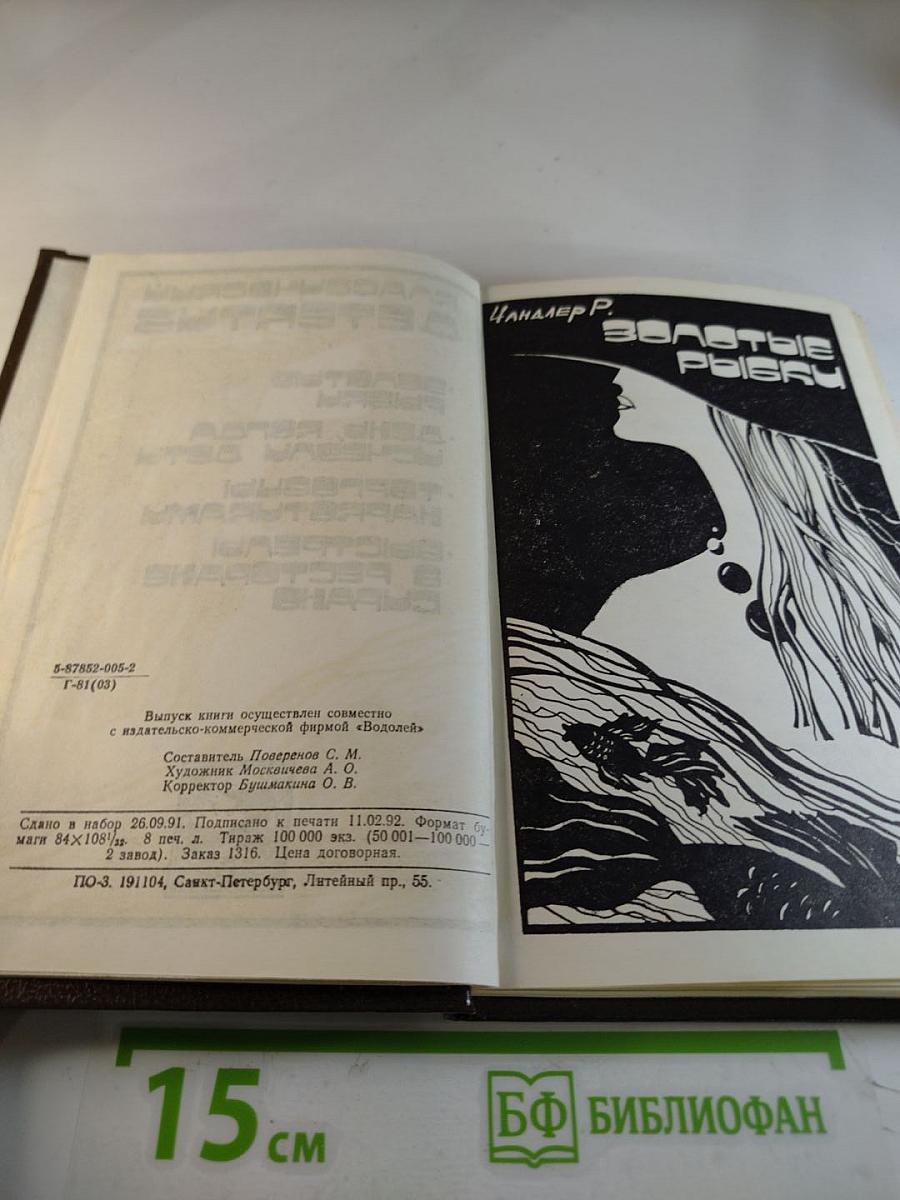 5-87852-005-2
Г-81(03)
Выпуск книги осуществлен совместно
с издательско-коммерческой фирмой «Водолей»
Составитель Поверенов С. М.
Художник Москвичева А. О.
Корректор Бушмакина О. В.
Сдано в набор 26.09.91. Подписано к печати 11.02.92. Формат бу-
маги 84×108¹/₃₂. 8 печ. л. Тираж 100 000 экз. (50 001—100 000 —
2 завод). Заказ 1316. Цена договорная.
ПО-3. 191104, Санкт-Петербург, Литейный пр., 55.
Чандлер Р.
ЗОЛОТЫЕ
РЫБКИ
15 см
БФ БИБЛИОФАН